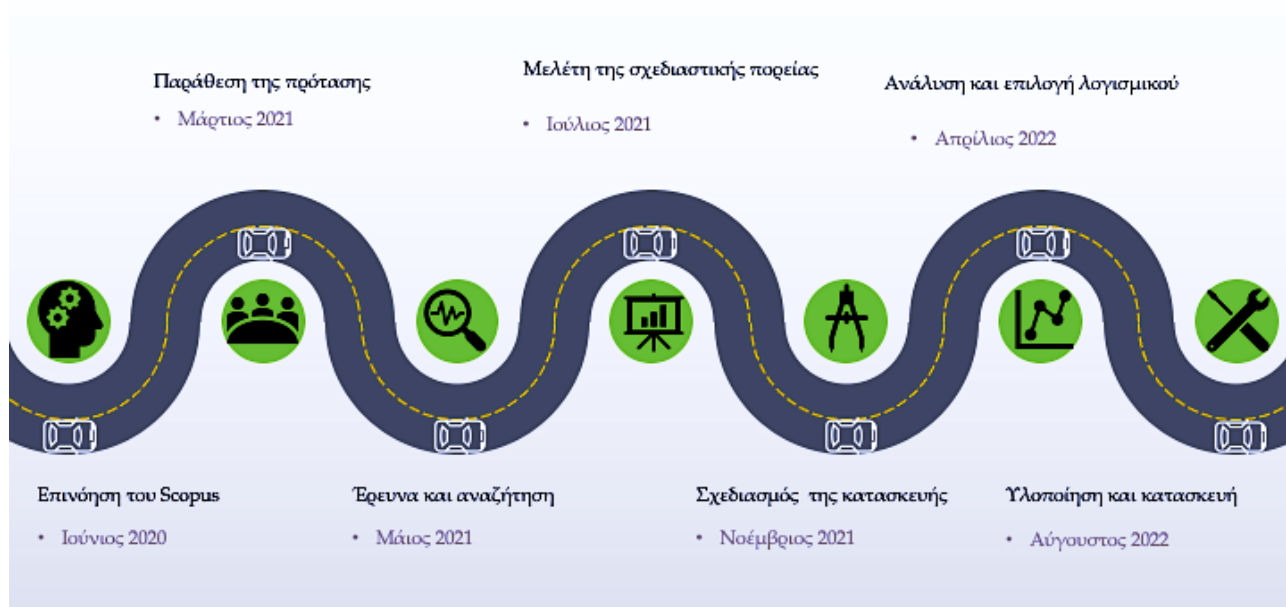 Παράθεση της πρότασης
• Μάρτιος 2021
Μελέτη της σχεδιαστικής πορείας
• Ιούλιος 2021
Ανάλυση και επιλογή λογισμικού
• Απρίλιος 2022
Επινόηση του Scopus
• Ιούνιος 2020
Έρευνα και αναζήτηση
• Μάιος 2021
Σχεδιασμός της κατασκευής
• Νοέμβριος 2021
Υλοποίηση και κατασκευή
• Αύγουστος 2022